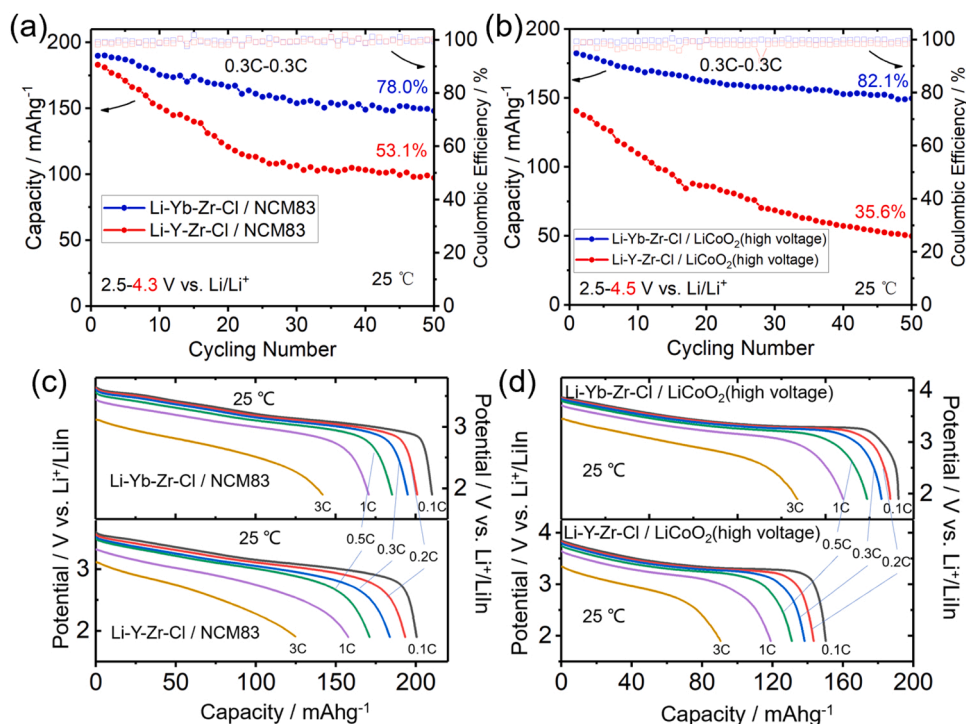 (a)
200
150
100
50
0
Capacity / mAhg⁻¹
0.3C-0.3C
78.0%
53.1%
Li-Yb-Zr-Cl / NCM83
Li-Y-Zr-Cl / NCM83
2.5-4.3 V vs. Li/Li⁺
25 ℃
0 10 20 30 40 50
Cycling Number
100
80
60
40
20
0
Coulombic Efficiency / %
(b)
200
150
100
50
0
Capacity / mAhg⁻¹
0.3C-0.3C
82.1%
35.6%
Li-Yb-Zr-Cl / LiCoO₂(high voltage)
Li-Y-Zr-Cl / LiCoO₂(high voltage)
2.5-4.5 V vs. Li/Li⁺
25 ℃
0 10 20 30 40 50
Cycling Number
100
80
60
40
20
0
Coulombic Efficiency / %
(c)
25 ℃
Li-Yb-Zr-Cl / NCM83
3C 1C 0.1C
3
2
Potential / V vs. Li⁺/LiIn
25 ℃
0.5C 0.3C 0.2C
Li-Y-Zr-Cl / NCM83
3C 1C 0.1C
3
2
Potential / V vs. Li⁺/LiIn
0 50 100 150 200
Capacity / mAhg⁻¹
(d)
Li-Yb-Zr-Cl / LiCoO₂(high voltage)
25 ℃
3C 1C 0.1C
4
3
2
Potential / V vs. Li⁺/LiIn
Li-Y-Zr-Cl / LiCoO₂(high voltage)
0.5C 0.3C 0.2C
25 ℃
3C 1C 0.1C
4
3
2
Potential / V vs. Li⁺/LiIn
0 40 80 120 160 200
Capacity / mAhg⁻¹